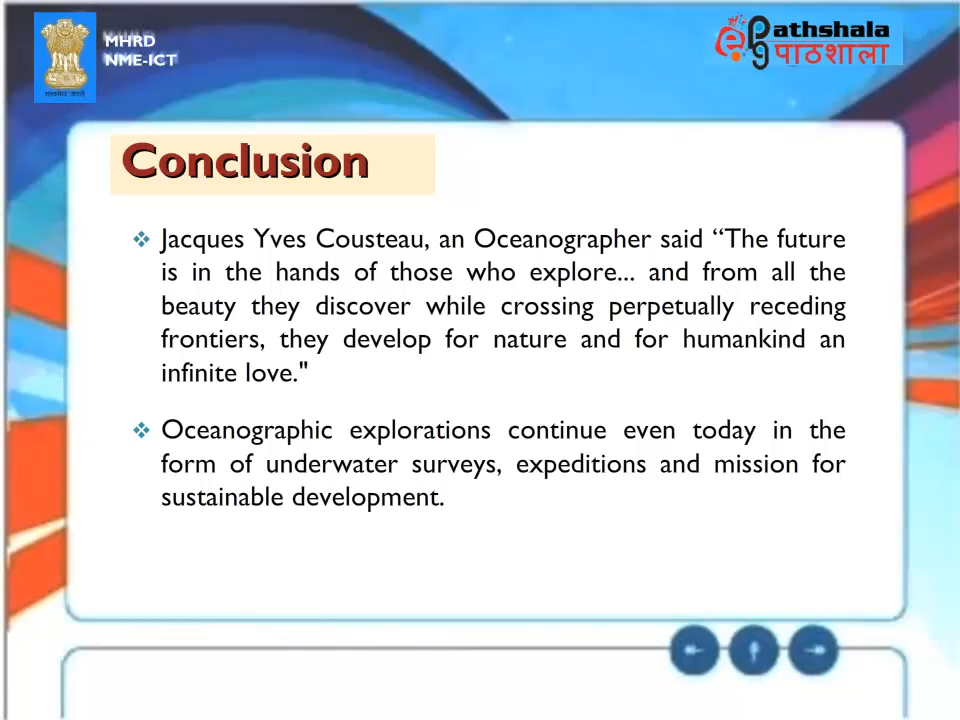 MHRD
NME-ICT
Pathshala
पाठशाला
Conclusion
Jacques Yves Cousteau, an Oceanographer said “The future
is in the hands of those who explore... and from all the
beauty they discover while crossing perpetually receding
frontiers, they develop for nature and for humankind an
infinite love."
Oceanographic explorations continue even today in the
form of underwater surveys, expeditions and mission for
sustainable development.